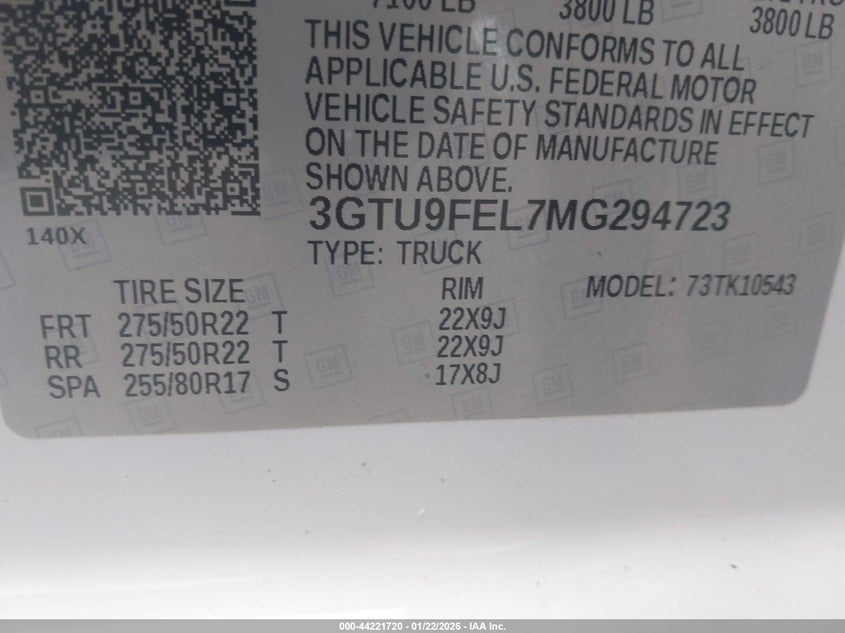 7100 LB 3800 LB
3800 LB
THIS VEHICLE CONFORMS TO ALL
APPLICABLE U.S. FEDERAL MOTOR
VEHICLE SAFETY STANDARDS IN EFFECT
ON THE DATE OF MANUFACTURE
SHOWN ABOVE.
3GTU9FEL7MG294723
140X
TYPE: TRUCK
TIRE SIZE RIM MODEL: 73TK10543
FRT 275/50R22 T 22X9J
RR 275/50R22 T 22X9J
SPA 255/80R17 S 17X8J
000-44221720 - 01/22/2026 - IAA Inc.